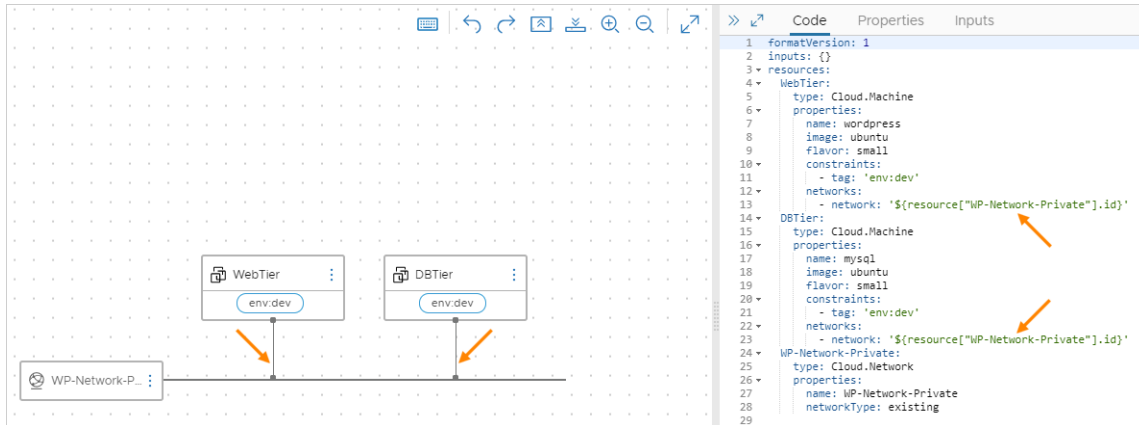 WebTier
env:dev
DBTier
env:dev
WP-Network-P...
Code Properties Inputs
1 formatVersion: 1
2 inputs: {}
3 resources:
4 WebTier:
5 type: Cloud.Machine
6 properties:
7 name: wordpress
8 image: ubuntu
9 flavor: small
10 constraints:
11 - tag: 'env:dev'
12 networks:
13 - network: '${resource["WP-Network-Private"].id}'
14 DBTier:
15 type: Cloud.Machine
16 properties:
17 name: mysql
18 image: ubuntu
19 flavor: small
20 constraints:
21 - tag: 'env:dev'
22 networks:
23 - network: '${resource["WP-Network-Private"].id}'
24 WP-Network-Private:
25 type: Cloud.Network
26 properties:
27 name: WP-Network-Private
28 networkType: existing
29